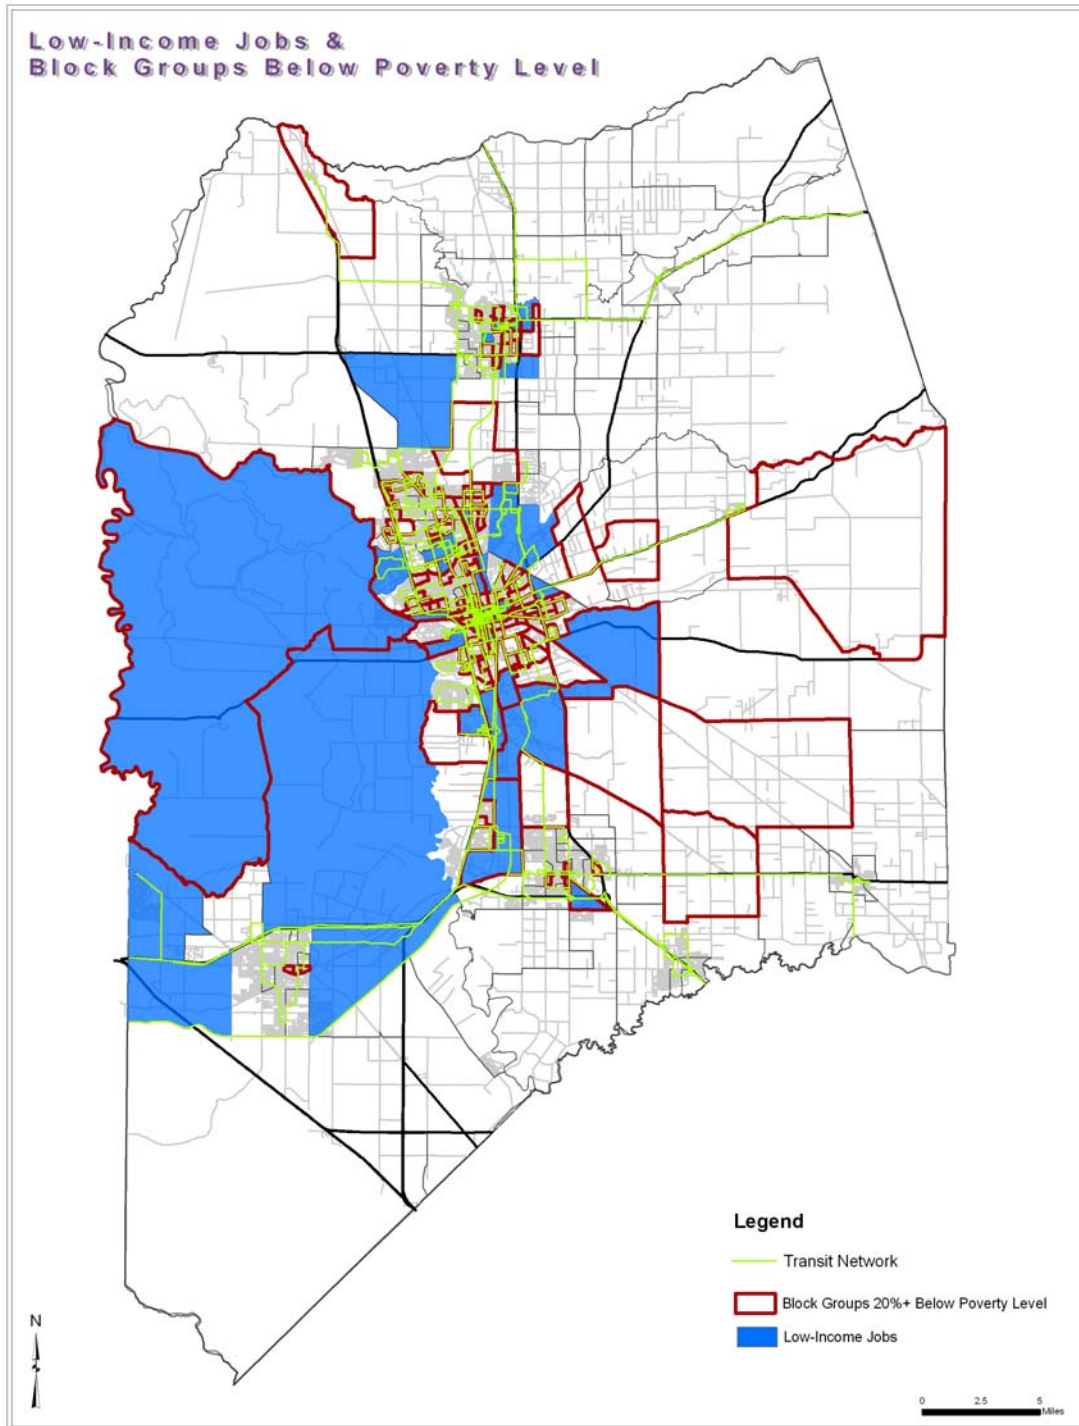 Low-Income Jobs &
Block Groups Below Poverty Level
Legend
Transit Network
Block Groups 20%+ Below Poverty Level
Low-Income Jobs
N
0 2.5 5
Miles